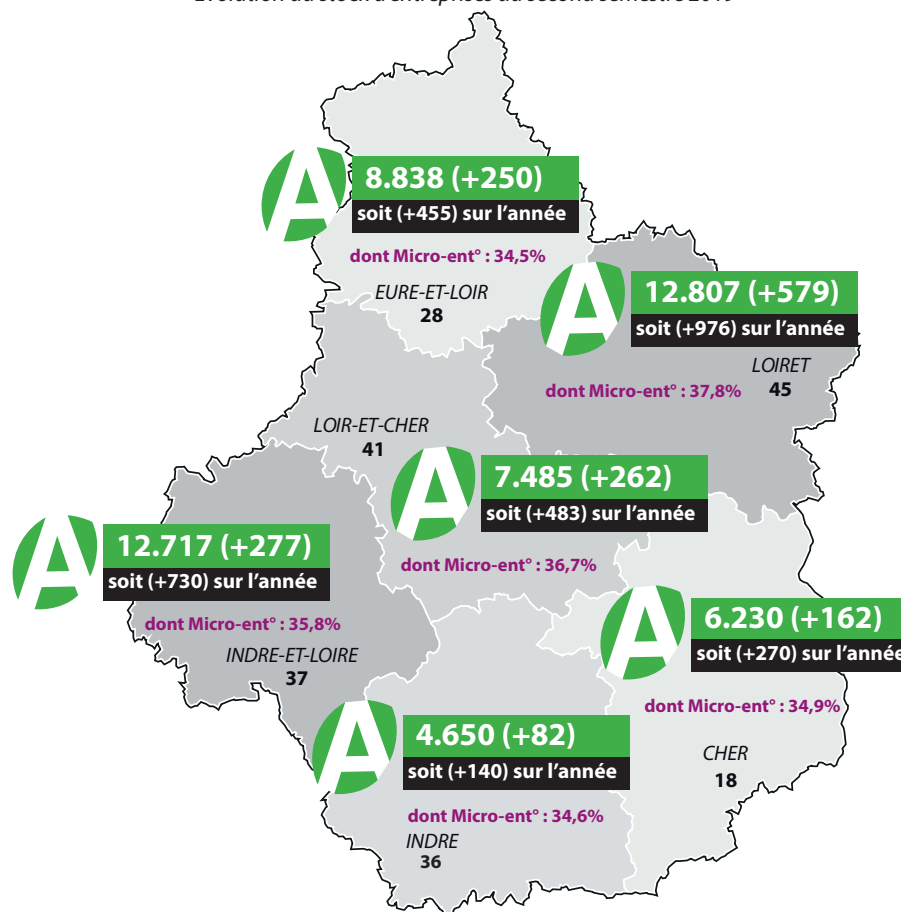 A
8.838 (+250)
soit (+455) sur l'année
dont Micro-ent° : 34,5%
EURE-ET-LOIR
28
A
12.807 (+579)
soit (+976) sur l'année
dont Micro-ent° : 37,8%
LOIRET
45
LOIR-ET-CHER
41
A
7.485 (+262)
soit (+483) sur l'année
dont Micro-ent° : 36,7%
A
12.717 (+277)
soit (+730) sur l'année
dont Micro-ent° : 35,8%
INDRE-ET-LOIRE
37
A
6.230 (+162)
soit (+270) sur l'année
dont Micro-ent° : 34,9%
CHER
18
A
4.650 (+82)
soit (+140) sur l'année
dont Micro-ent° : 34,6%
INDRE
36